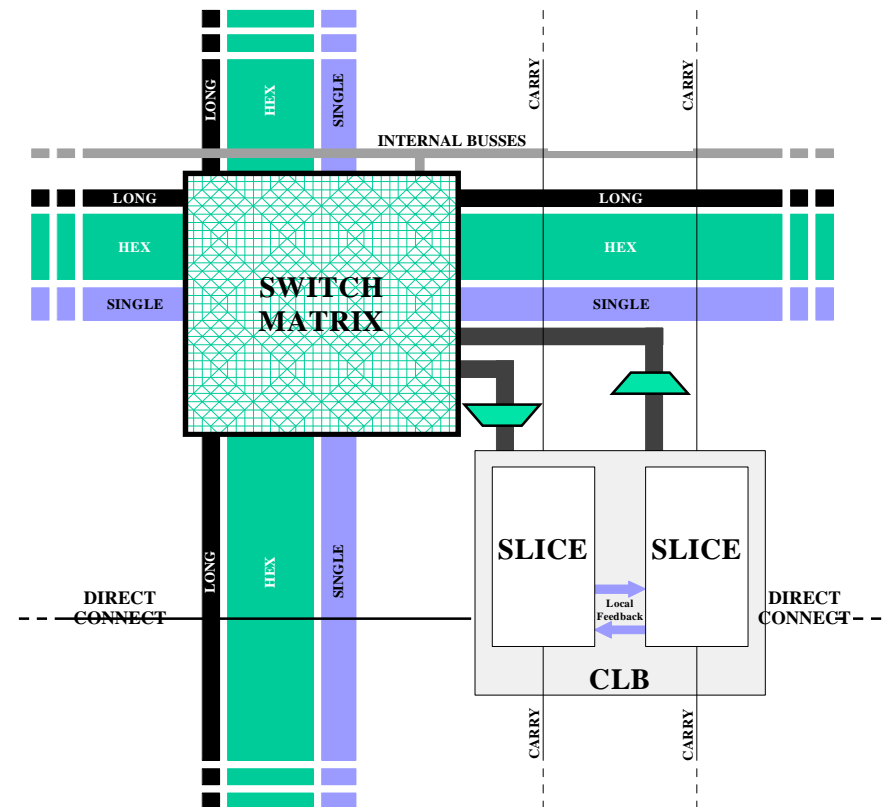 LONG
HEX
SINGLE
CARRY
CARRY
INTERNAL BUSSES
LONG
LONG
HEX
HEX
SINGLE
SINGLE
SWITCH
MATRIX
LONG
HEX
SINGLE
SLICE
SLICE
DIRECT
CONNECT
Local
Feedback
DIRECT
CONNECT
CLB
CARRY
CARRY